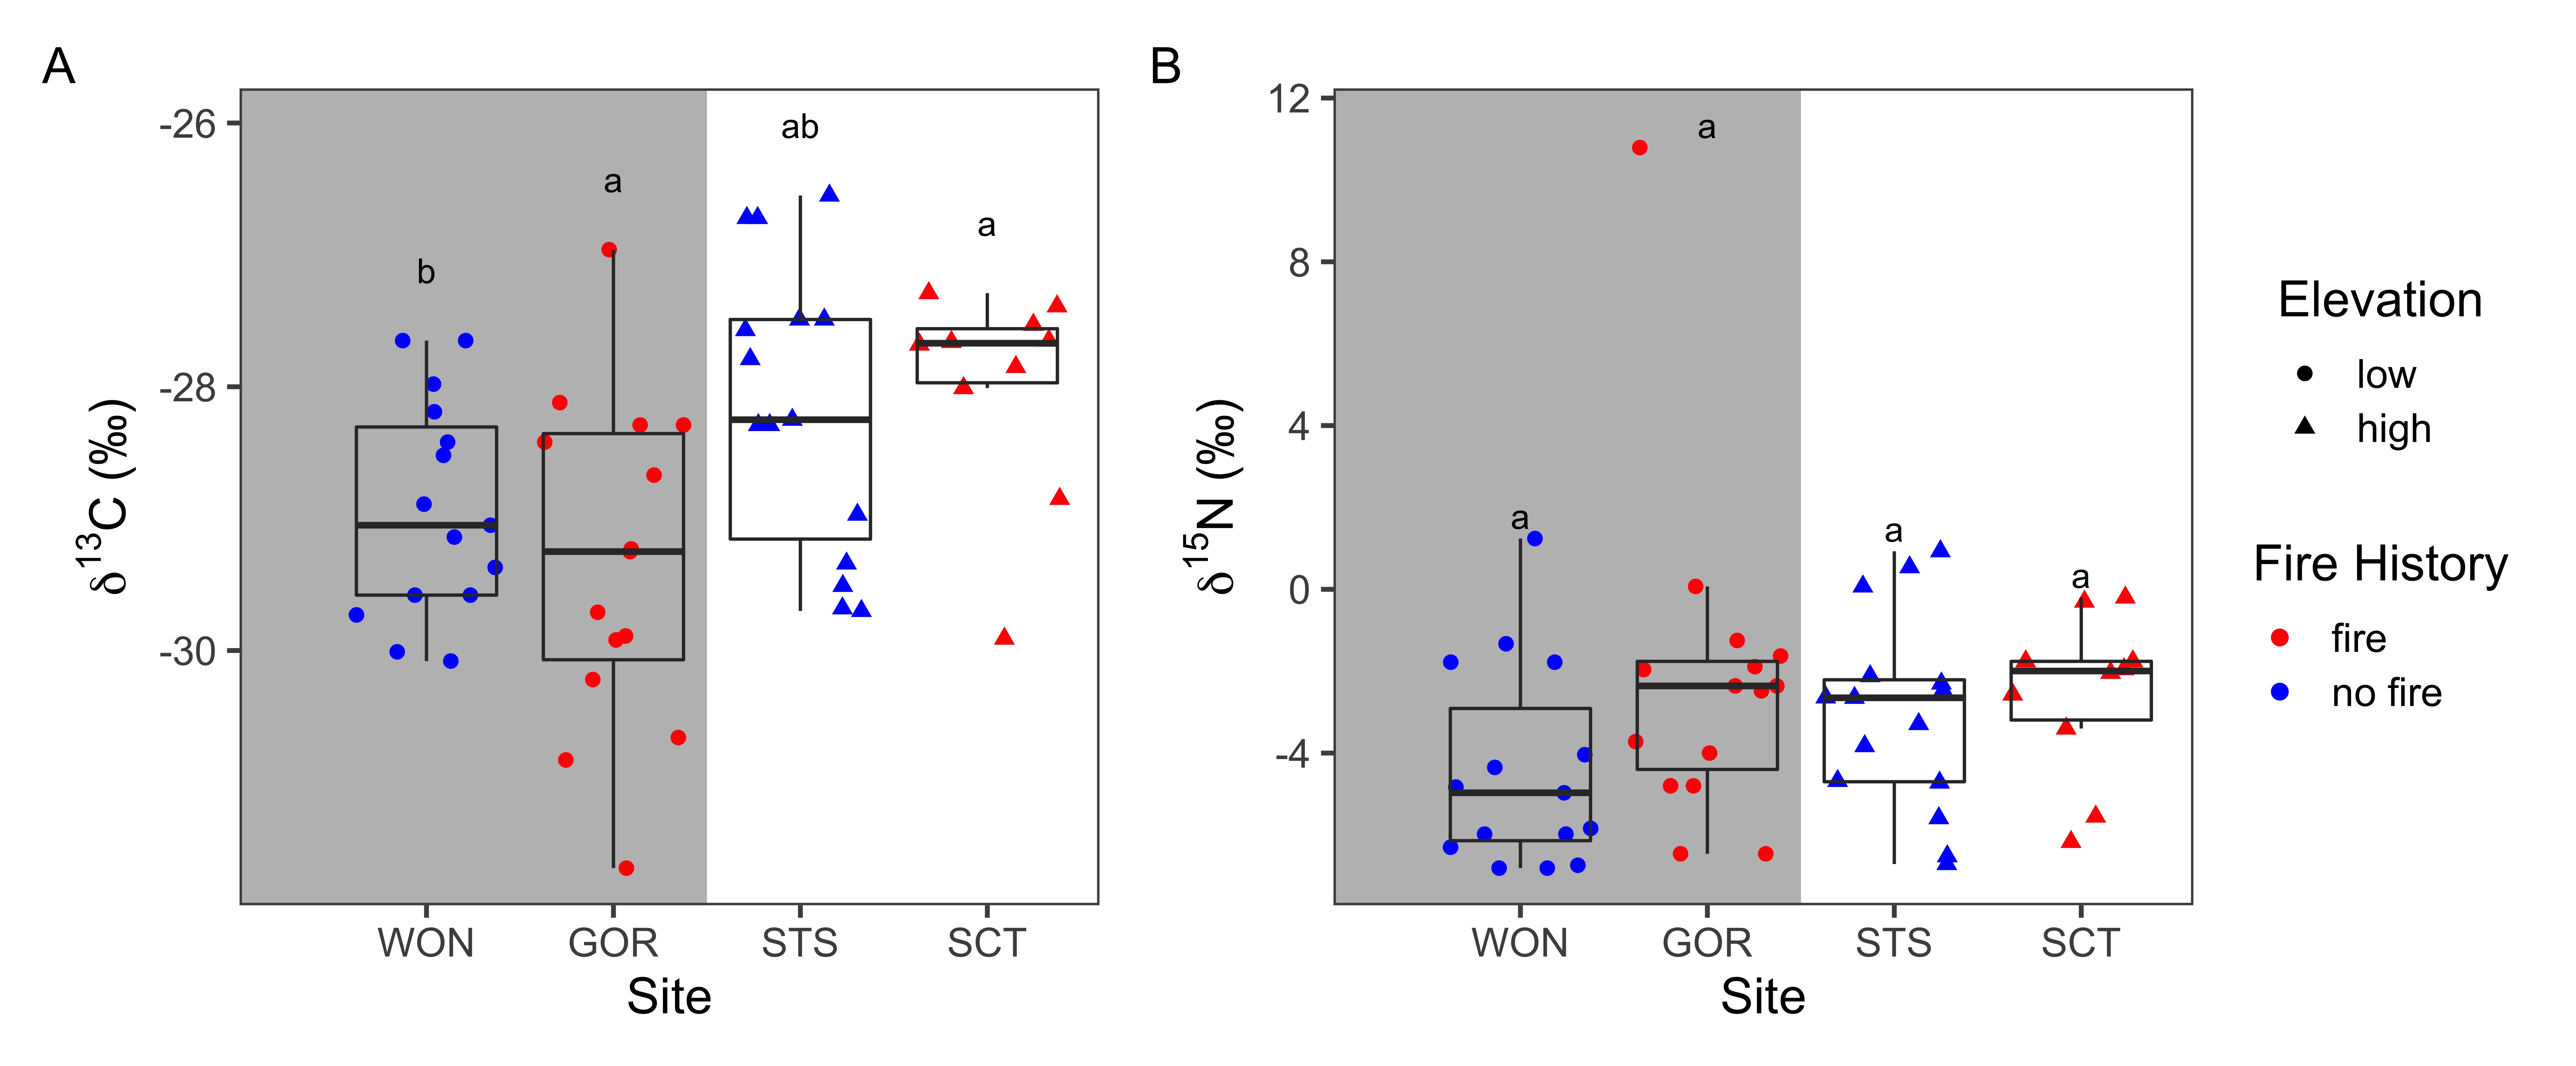 A
-26
-28
-30
δ13C (‰)
b
a
ab
a
WON GOR STS SCT
Site
B
12
8
4
0
-4
δ15N (‰)
a
a
a
a
WON GOR STS SCT
Site
Elevation
low
high
Fire History
fire
no fire